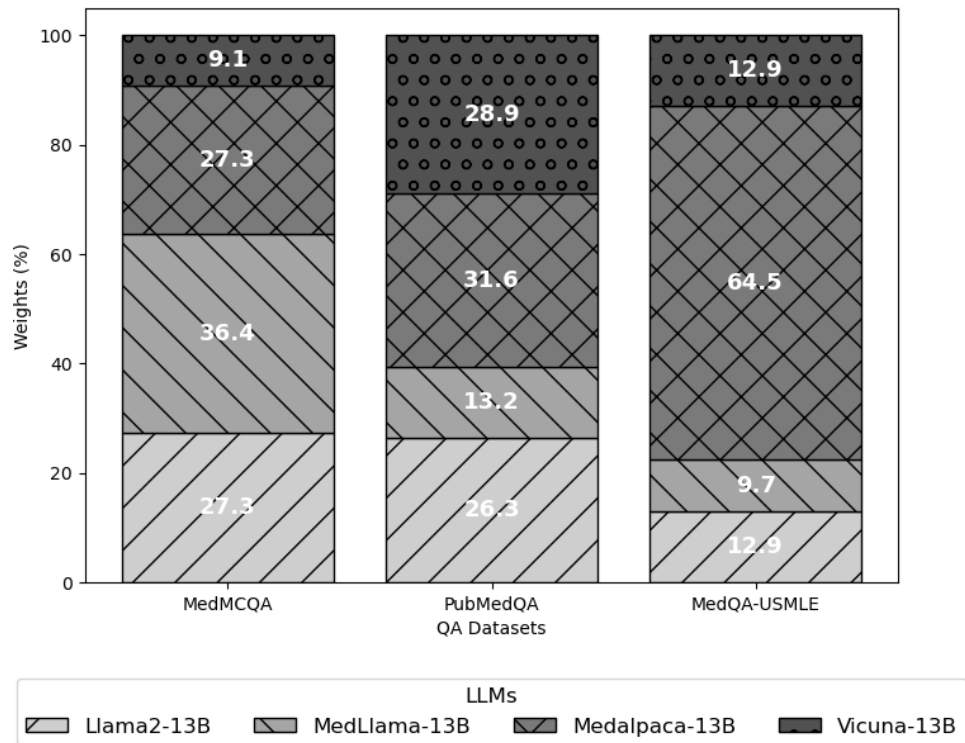 100
80
60
40
20
0
Weights (%)
9.1
27.3
36.4
27.3
28.9
31.6
13.2
26.3
12.9
64.5
9.7
12.9
MedMCQA
PubMedQA
MedQA-USMLE
QA Datasets
LLMs
Llama2-13B MedLlama-13B Medalpaca-13B Vicuna-13B